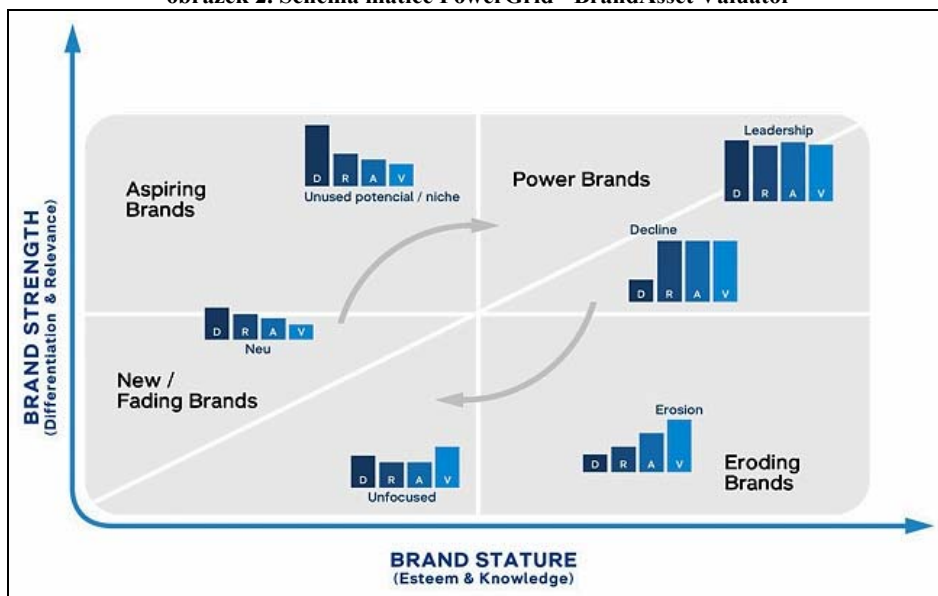 obrázek 2: Schéma matice PowerGrid - BrandAsset Valuator
BRAND STRENGTH
(Differentiation & Relevance)
Aspiring
Brands
D R A V
Unused potencial / niche
Power Brands
Leadership
D R A V
Decline
D R A V
D R A V
Neu
New /
Fading Brands
D R A V
Unfocused
Erosion
D R A V
Eroding
Brands
BRAND STATURE
(Esteem & Knowledge)